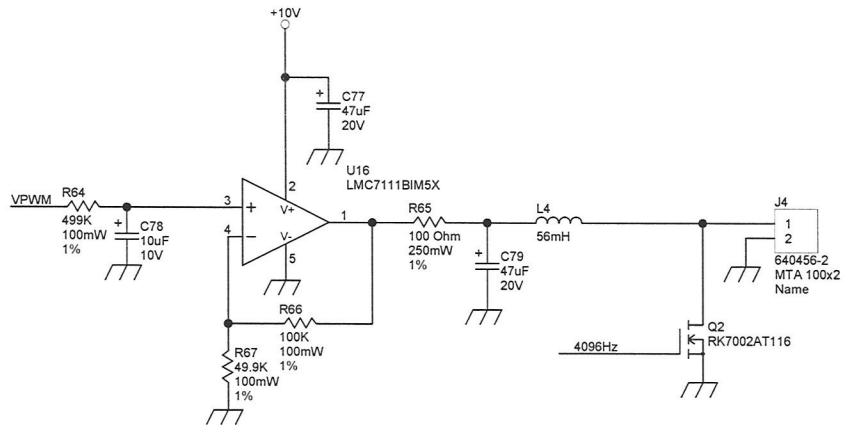 +10V
+
C77
47uF
20V
U16
LMC7111BIM5X
VPWM
R64
499K
100mW
1%
+
C78
10uF
10V
3
4
2
V+
V-
5
+
−
1
R65
100 Ohm
250mW
1%
+
C79
47uF
20V
L4
56mH
J4
1
2
640456-2
MTA 100x2
Name
R66
100K
100mW
1%
R67
49.9K
100mW
1%
4096Hz
Q2
RK7002AT116